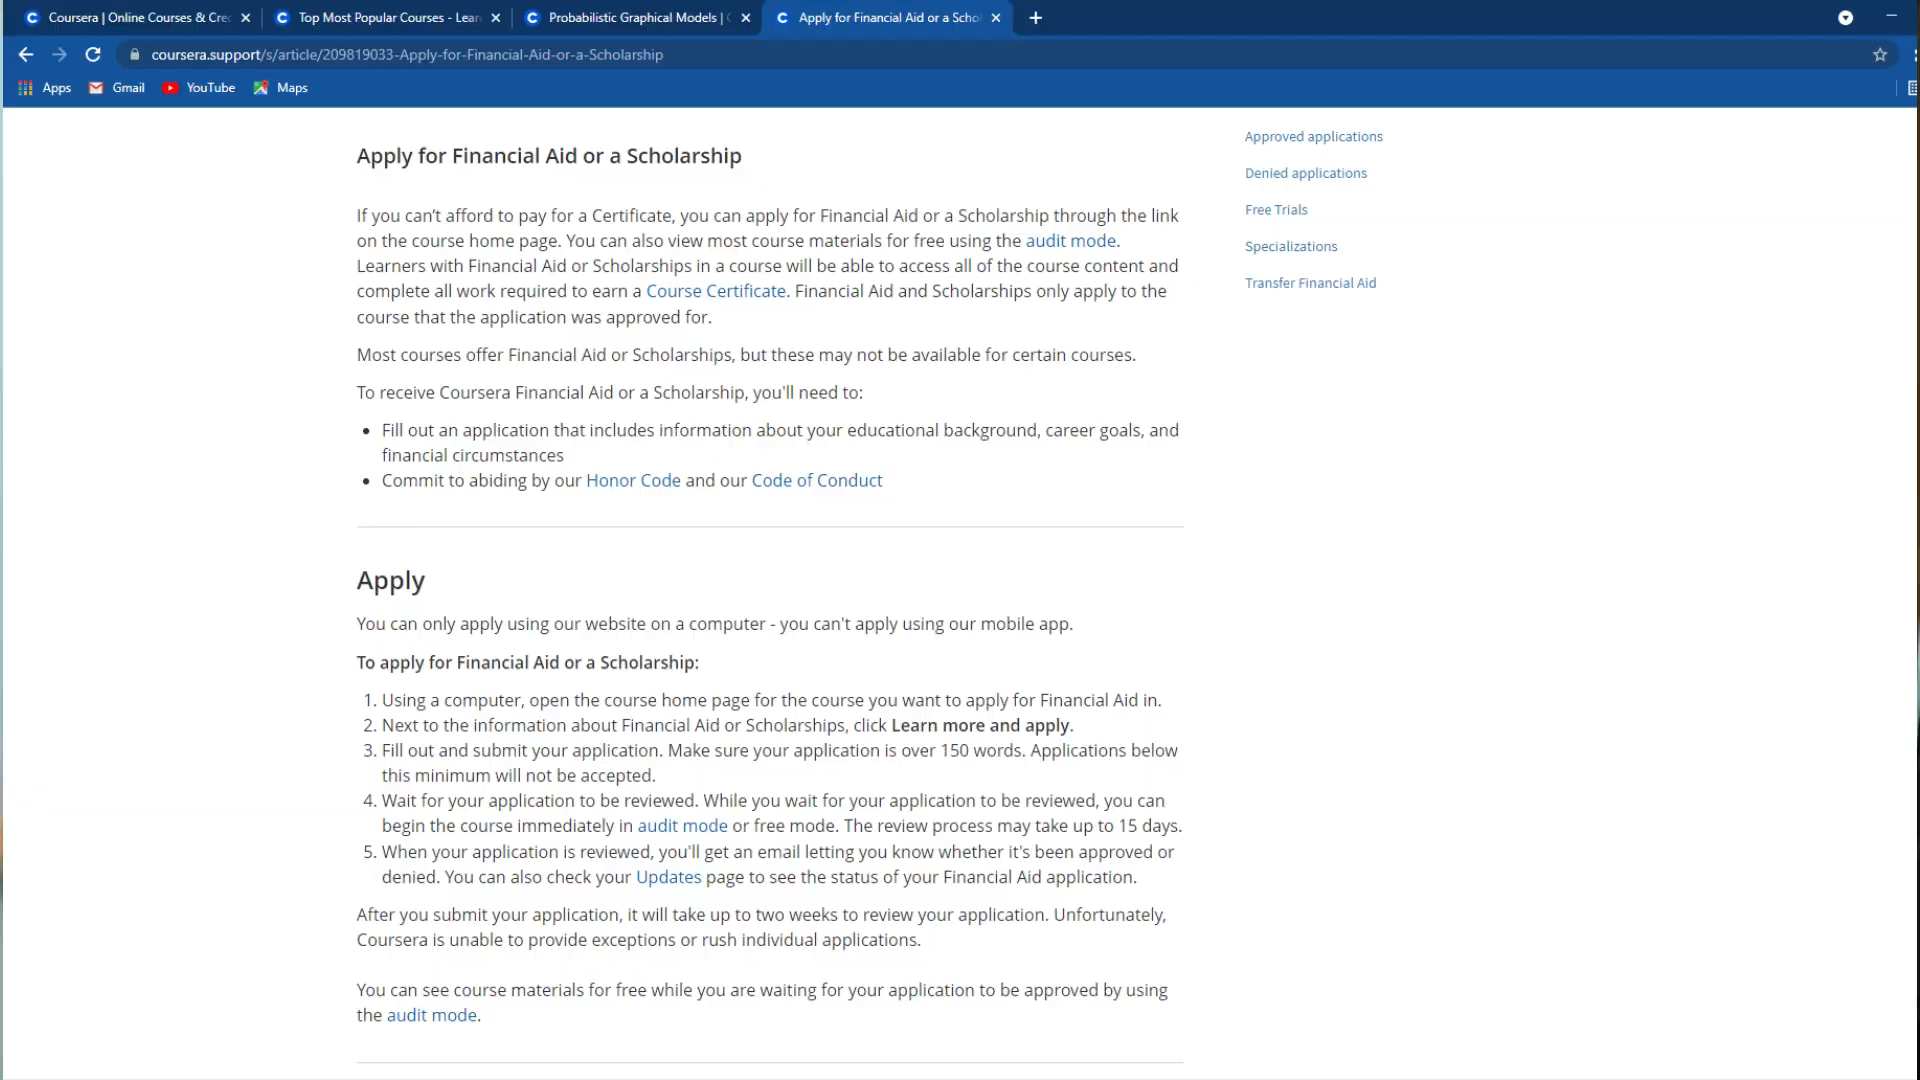 Coursera | Online Courses & Cre
Top Most Popular Courses - Lear
Probabilistic Graphical Models |
Apply for Financial Aid or a Scho
coursera.support/s/article/209819033-Apply-for-Financial-Aid-or-a-Scholarship
Apps
Gmail
YouTube
Maps
Apply for Financial Aid or a Scholarship
If you can't afford to pay for a Certificate, you can apply for Financial Aid or a Scholarship through the link
on the course home page. You can also view most course materials for free using the audit mode.
Learners with Financial Aid or Scholarships in a course will be able to access all of the course content and
complete all work required to earn a Course Certificate. Financial Aid and Scholarships only apply to the
course that the application was approved for.
Most courses offer Financial Aid or Scholarships, but these may not be available for certain courses.
To receive Coursera Financial Aid or a Scholarship, you'll need to:
• Fill out an application that includes information about your educational background, career goals, and
financial circumstances
• Commit to abiding by our Honor Code and our Code of Conduct
Apply
You can only apply using our website on a computer - you can't apply using our mobile app.
To apply for Financial Aid or a Scholarship:
1. Using a computer, open the course home page for the course you want to apply for Financial Aid in.
2. Next to the information about Financial Aid or Scholarships, click Learn more and apply.
3. Fill out and submit your application. Make sure your application is over 150 words. Applications below
this minimum will not be accepted.
4. Wait for your application to be reviewed. While you wait for your application to be reviewed, you can
begin the course immediately in audit mode or free mode. The review process may take up to 15 days.
5. When your application is reviewed, you'll get an email letting you know whether it's been approved or
denied. You can also check your Updates page to see the status of your Financial Aid application.
After you submit your application, it will take up to two weeks to review your application. Unfortunately,
Coursera is unable to provide exceptions or rush individual applications.
You can see course materials for free while you are waiting for your application to be approved by using
the audit mode.
Approved applications
Denied applications
Free Trials
Specializations
Transfer Financial Aid